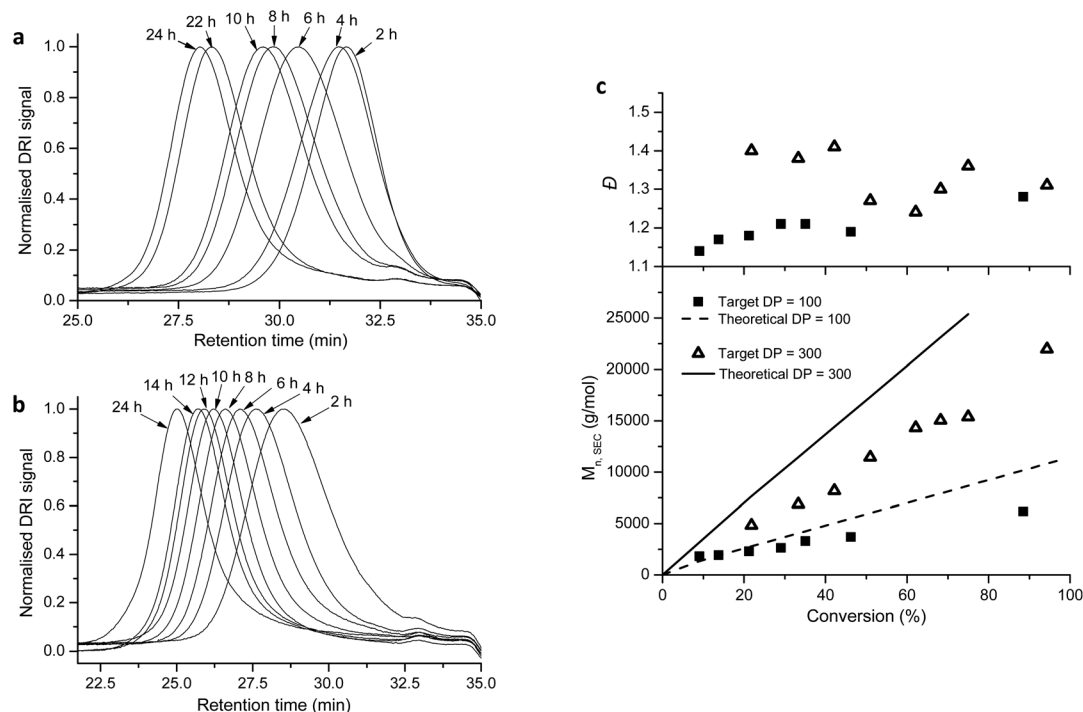 a
24 h
22 h
10 h
8 h
6 h
4 h
2 h
1.0
0.8
0.6
0.4
0.2
0.0
Normalised DRI signal
25.0 27.5 30.0 32.5 35.0
Retention time (min)
b
24 h
14 h
12 h
10 h
8 h
6 h
4 h
2 h
1.0
0.8
0.6
0.4
0.2
0.0
Normalised DRI signal
22.5 25.0 27.5 30.0 32.5 35.0
Retention time (min)
c
1.5
1.4
1.3
1.2
1.1
Đ
Target DP = 100
Theoretical DP = 100
Target DP = 300
Theoretical DP = 300
25000
20000
15000
10000
5000
0
Mn, SEC (g/mol)
0 20 40 60 80 100
Conversion (%)